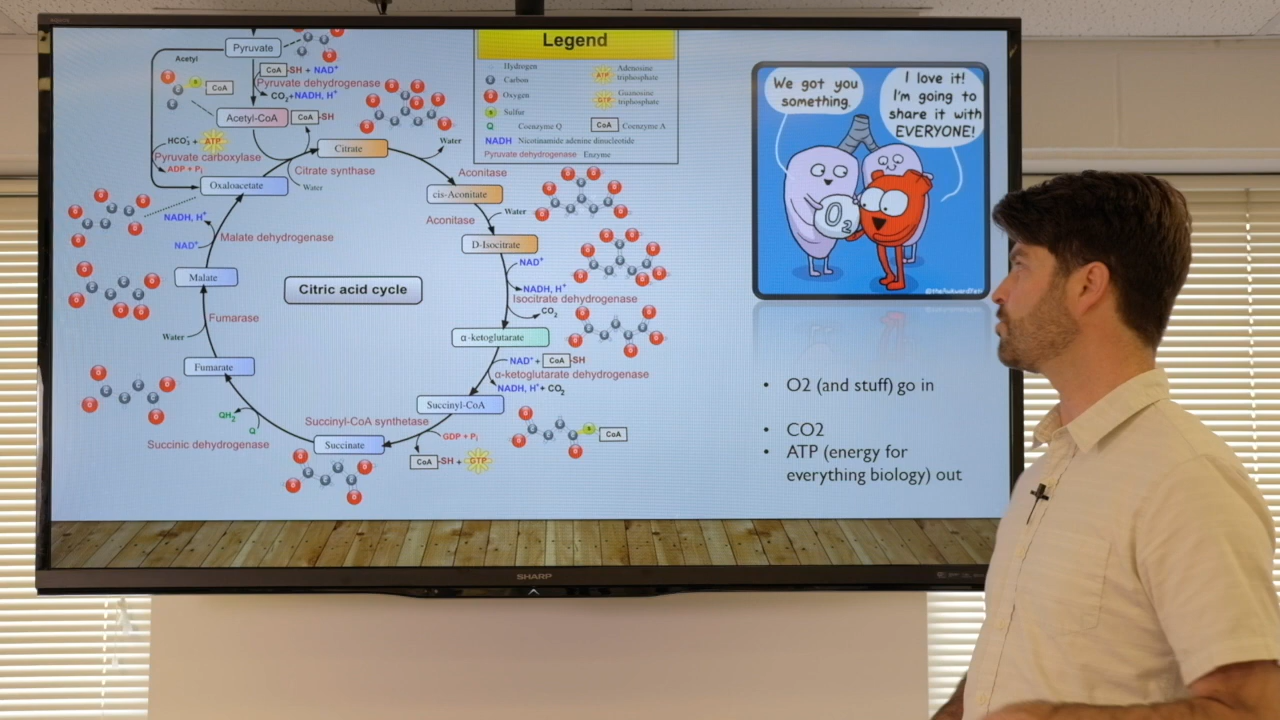 Pyruvate
Acetyl
CoA -SH + NAD+
Pyruvate dehydrogenase
CO2 + NADH, H+
S
CoA
Acetyl-CoA
CoA -SH
HCO3- + ATP
Pyruvate carboxylase
ADP + Pi
Citrate
Water
Citrate synthase
Water
Oxaloacetate
Aconitase
cis-Aconitate
Water
Aconitase
D-Isocitrate
NAD+
NADH, H+
Isocitrate dehydrogenase
CO2
α-ketoglutarate
NAD+ + CoA -SH
α-ketoglutarate dehydrogenase
NADH, H+ + CO2
Succinyl-CoA
S CoA
Succinyl-CoA synthetase
GDP + Pi
CoA -SH + GTP
Succinate
Succinic dehydrogenase
Q
QH2
Fumarate
Fumarase
Water
Malate
Malate dehydrogenase
NAD+
NADH, H+
Citric acid cycle
Legend
Hydrogen
Carbon
Oxygen
Sulfur
Q Coenzyme Q
ATP Adenosine triphosphate
GTP Guanosine triphosphate
CoA Coenzyme A
NADH Nicotinamide adenine dinucleotide
Pyruvate dehydrogenase Enzyme
We got you
something.
I love it!
I'm going to
share it with
EVERYONE!
O2
@theAwkwardYeti
• O2 (and stuff) go in
• CO2
• ATP (energy for
everything biology) out
SHARP